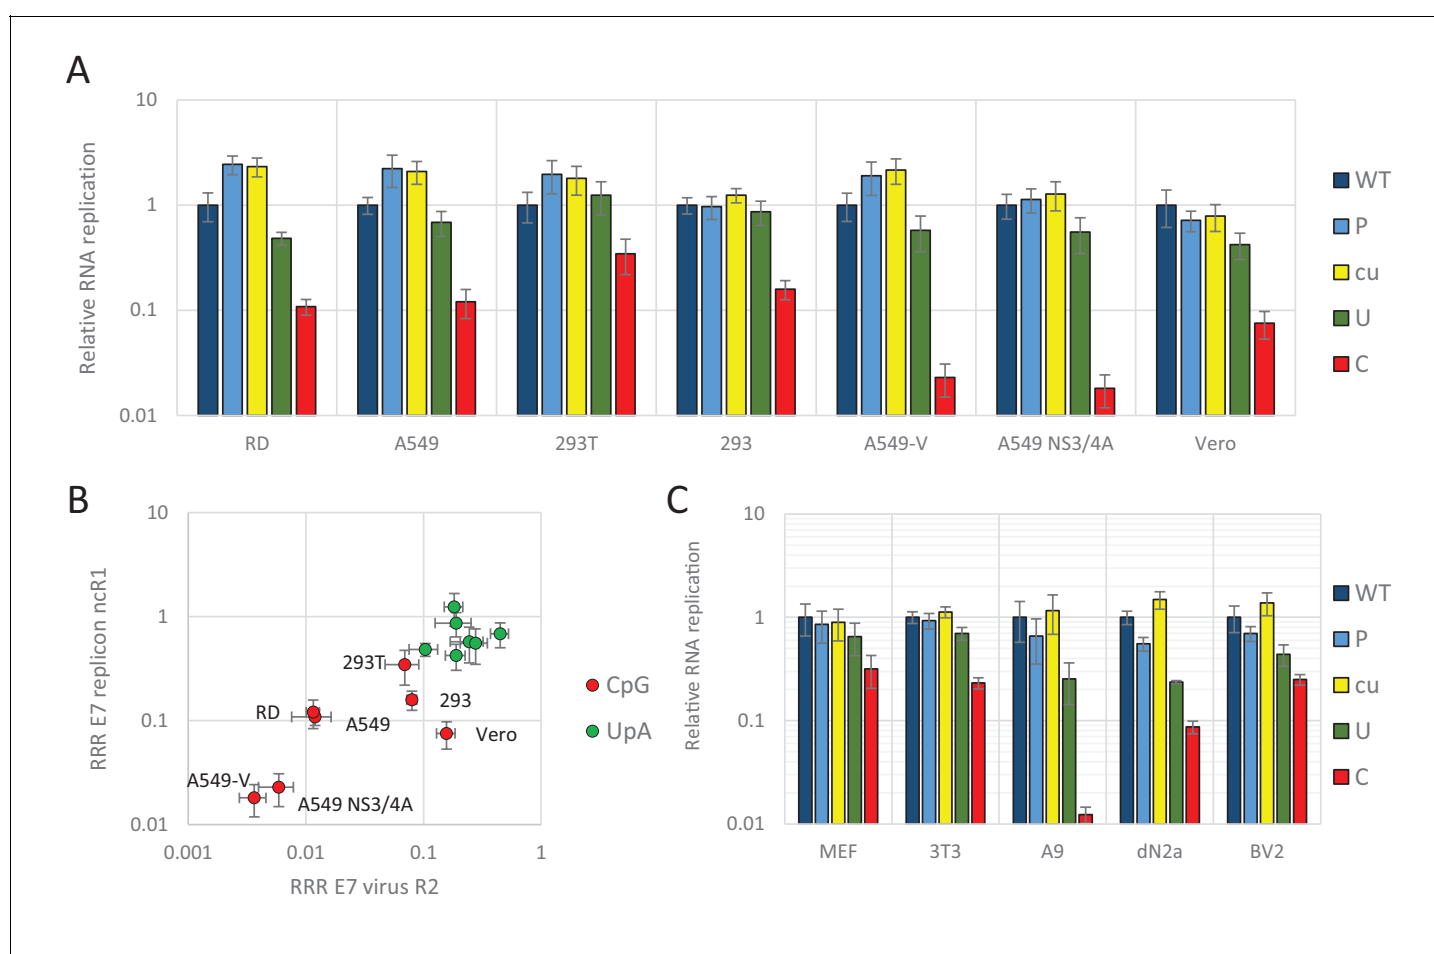 A
10
1
0.1
0.01
Relative RNA replication
RD A549 293T 293 A549-V A549 NS3/4A Vero
WT
P
cu
U
C
B
10
1
0.1
0.01
RRR E7 replicon ncR1
293T
293
RD
A549
Vero
A549-V
A549 NS3/4A
0.001 0.01 0.1 1
RRR E7 virus R2
CpG
UpA
C
10
1
0.1
0.01
Relative RNA replication
MEF 3T3 A9 dN2a BV2
WT
P
cu
U
C